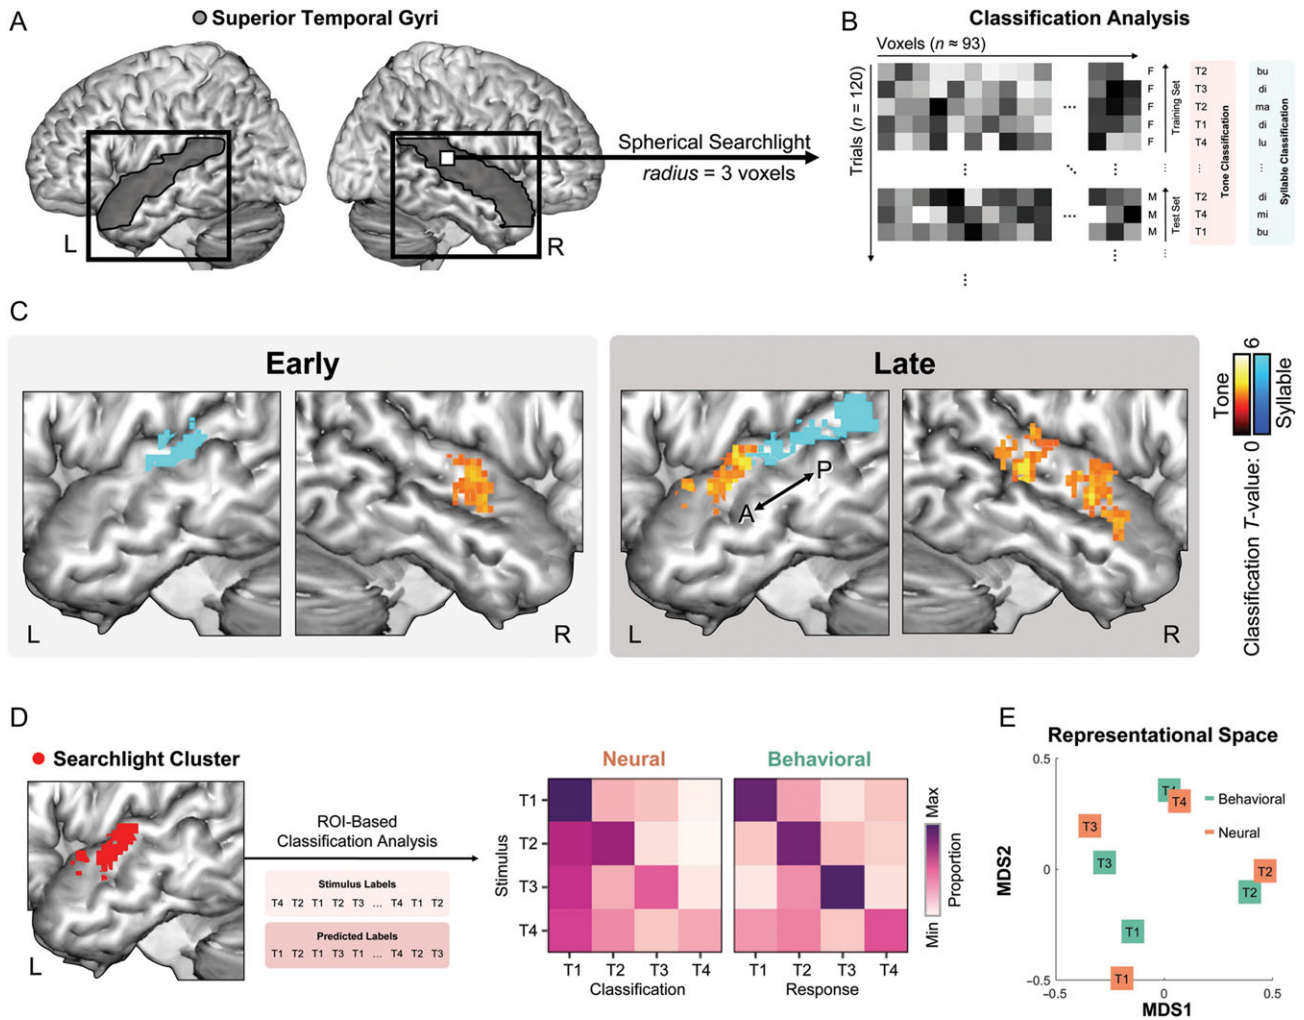 A
Superior Temporal Gyri
L
R
Spherical Searchlight
radius = 3 voxels
B
Classification Analysis
Voxels (n ≈ 93)
Trials (n = 120)
F
F
F
F
F
Training Set
M
M
M
Test Set
T2
T3
T2
T1
T4
T2
T4
T1
Tone Classification
bu
di
ma
di
lu
di
mi
bu
Syllable Classification
C
Early
L
R
Late
A
P
L
R
Tone
Syllable
Classification T-value: 0 6
D
Searchlight Cluster
L
ROI-Based
Classification Analysis
Stimulus Labels
T4 T2 T1 T2 T3 ... T4 T1 T2
Predicted Labels
T1 T2 T1 T3 T1 ... T4 T2 T3
Neural
Behavioral
Stimulus
T1
T2
T3
T4
T1 T2 T3 T4
Classification
T1 T2 T3 T4
Response
Min Max
Proportion
E
Representational Space
0.5
0
-0.5
MDS2
T4
T4
T3
T3
T2
T2
T1
T1
Behavioral
Neural
-0.5 0 0.5
MDS1